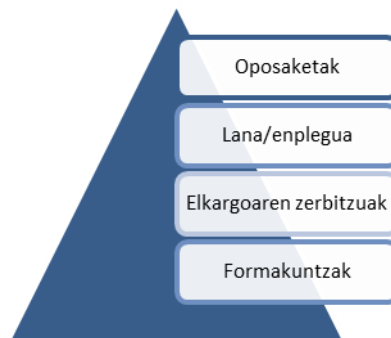 Oposaketak
Lana/enplegua
Elkargoaren zerbitzuak
Formakuntzak